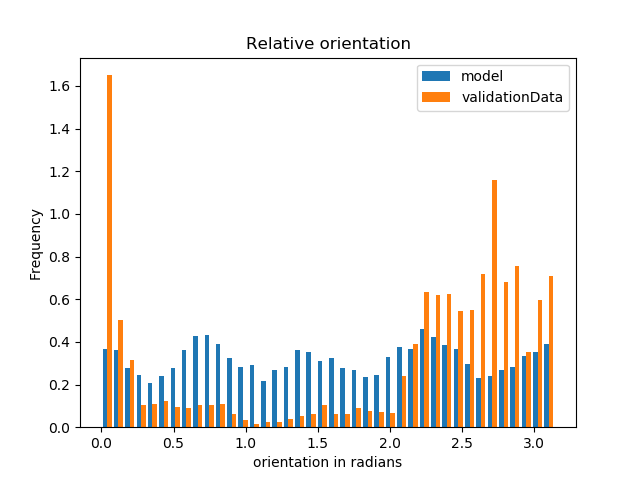 Relative orientation
model
validationData
Frequency
1.6
1.4
1.2
1.0
0.8
0.6
0.4
0.2
0.0
0.0 0.5 1.0 1.5 2.0 2.5 3.0
orientation in radians